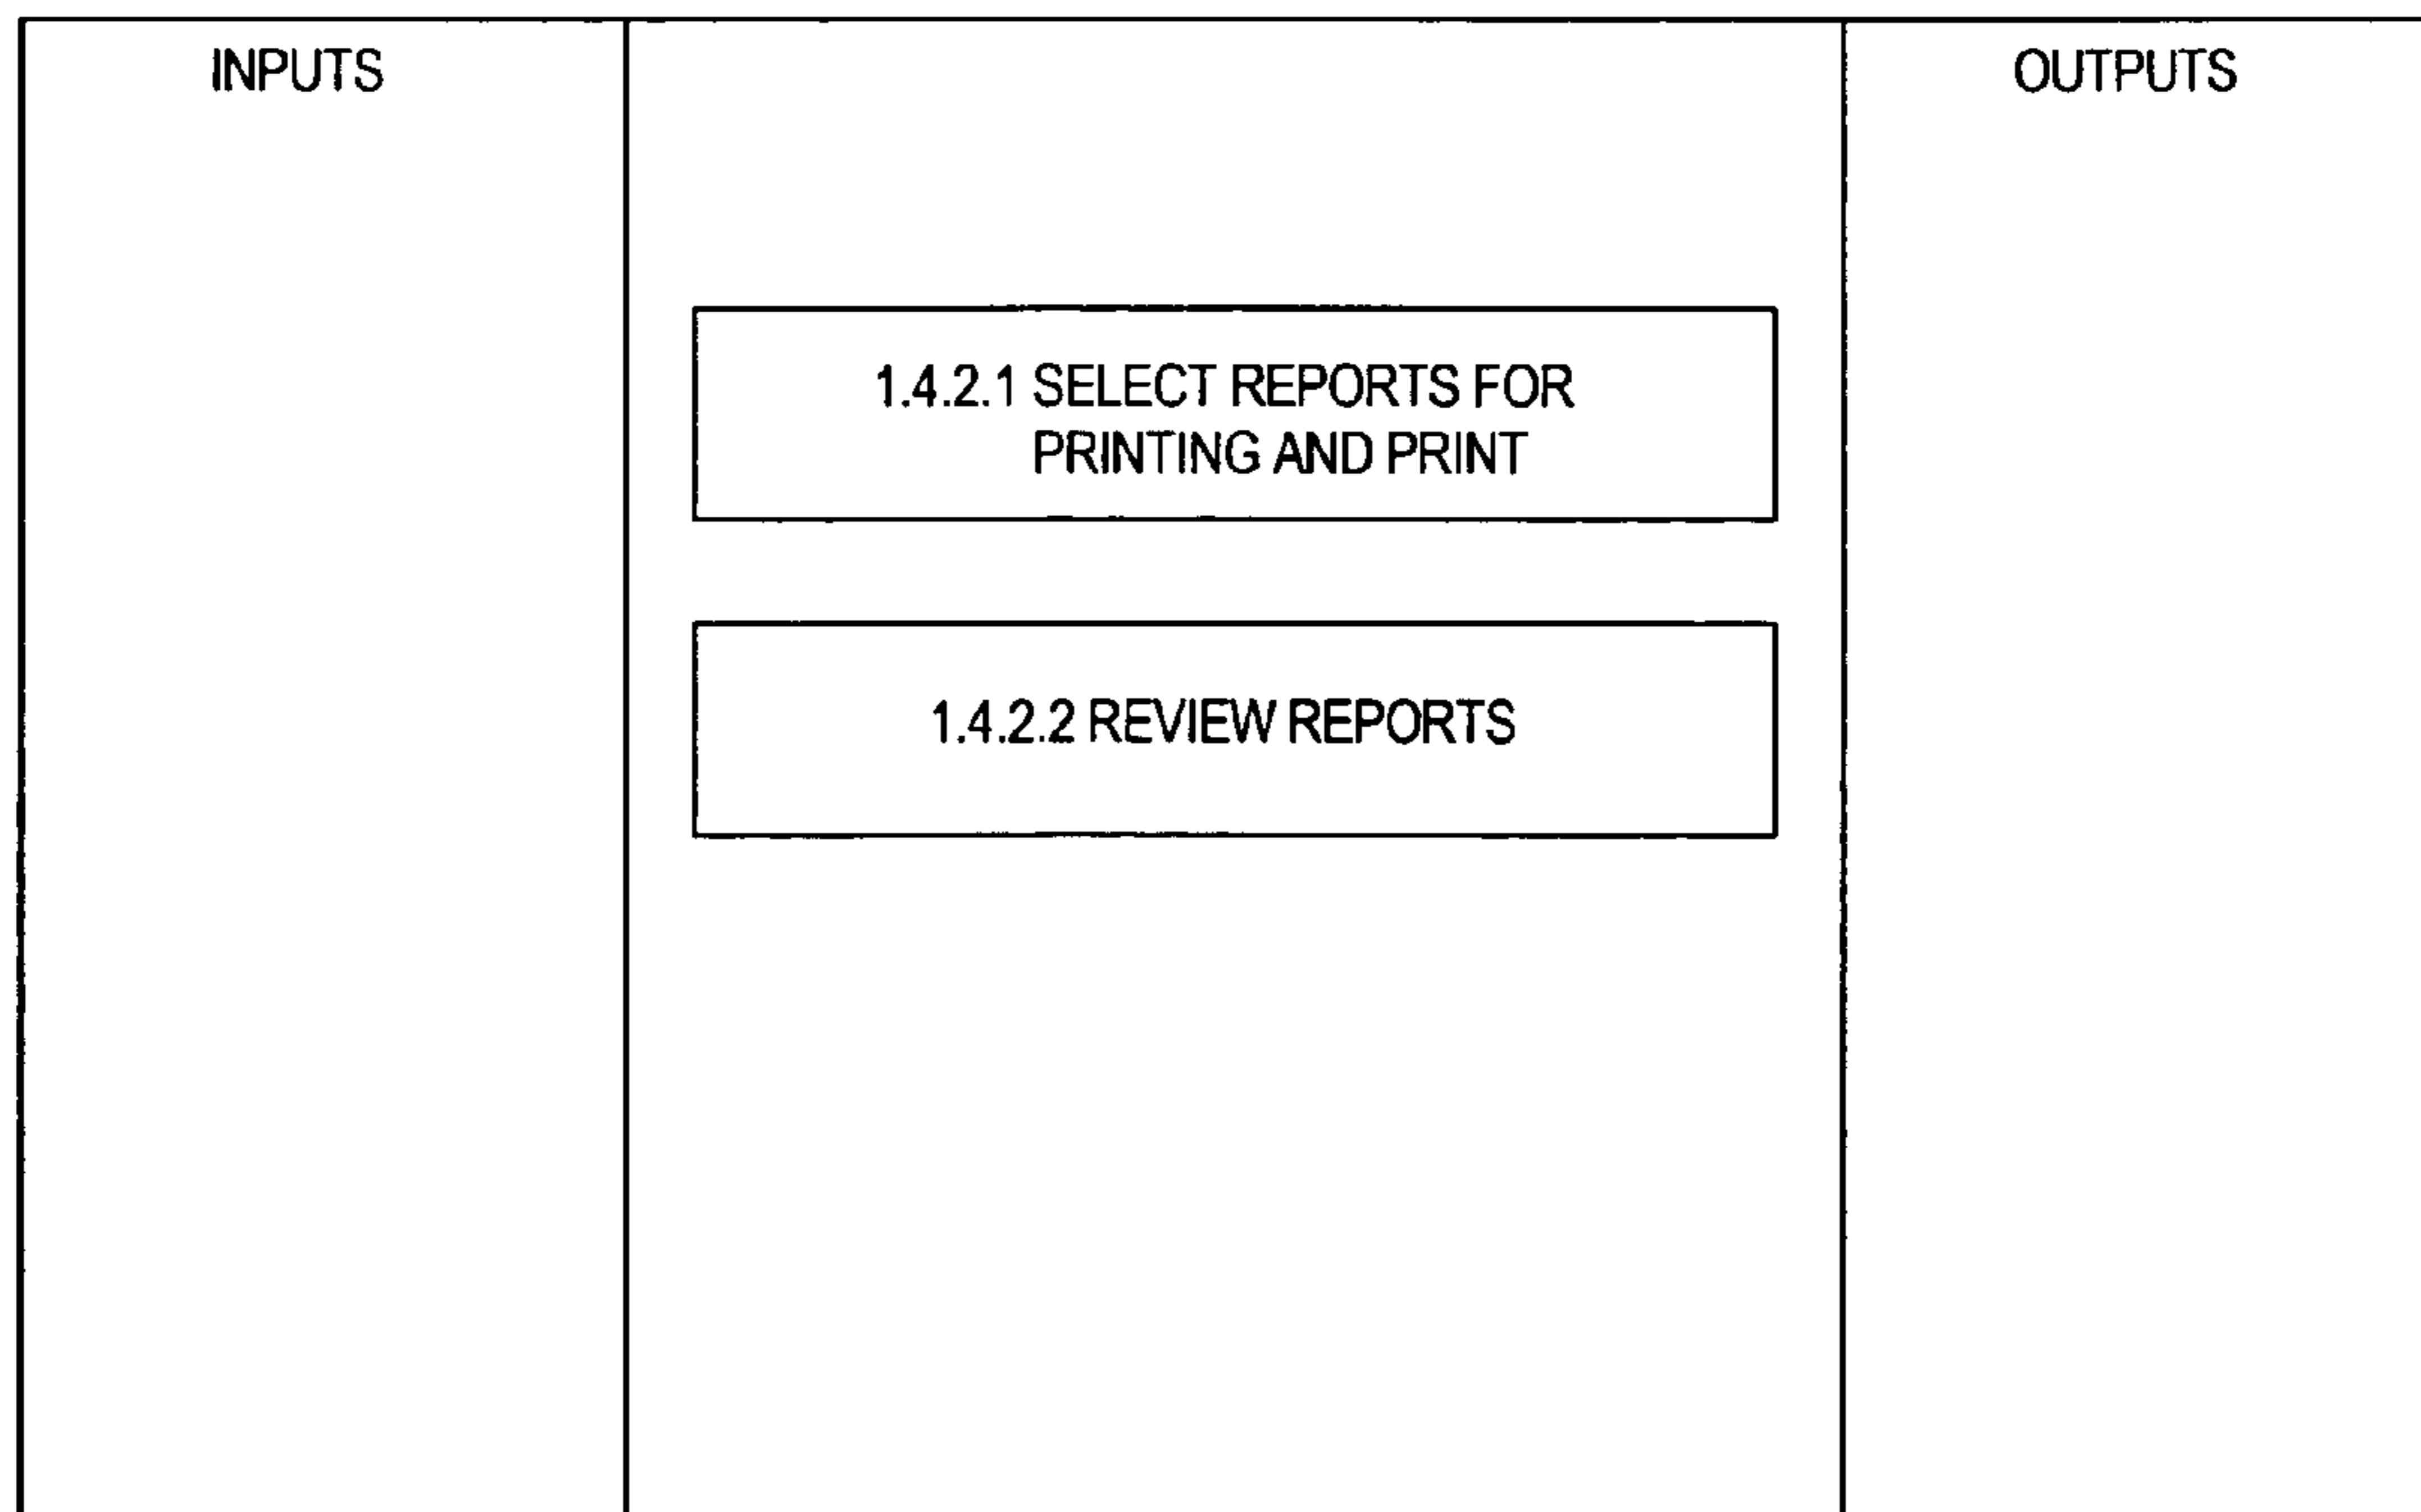 INPUTS
OUTPUTS
1.4.2.1 SELECT REPORTS FOR
PRINTING AND PRINT
1.4.2.2 REVIEW REPORTS